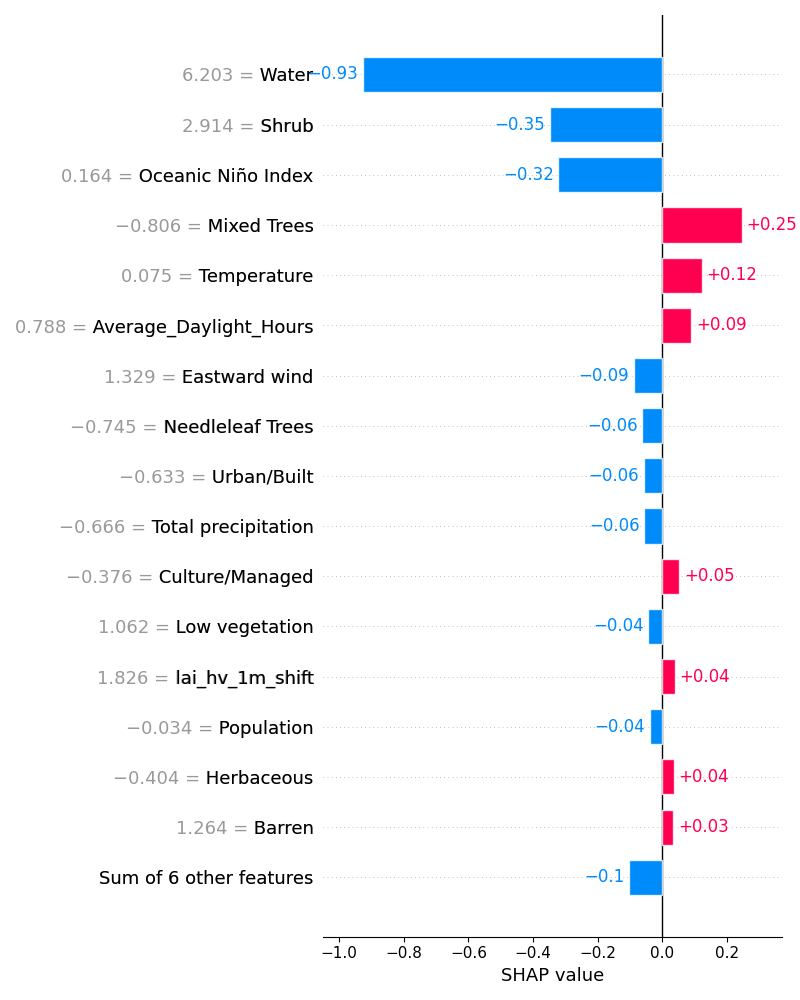 6.203 = Water −0.93
2.914 = Shrub −0.35
0.164 = Oceanic Niño Index −0.32
−0.806 = Mixed Trees +0.25
0.075 = Temperature +0.12
0.788 = Average_Daylight_Hours +0.09
1.329 = Eastward wind −0.09
−0.745 = Needleleaf Trees −0.06
−0.633 = Urban/Built −0.06
−0.666 = Total precipitation −0.06
−0.376 = Culture/Managed +0.05
1.062 = Low vegetation −0.04
1.826 = lai_hv_1m_shift +0.04
−0.034 = Population −0.04
−0.404 = Herbaceous +0.04
1.264 = Barren +0.03
Sum of 6 other features −0.1
−1.0 −0.8 −0.6 −0.4 −0.2 0.0 0.2
SHAP value